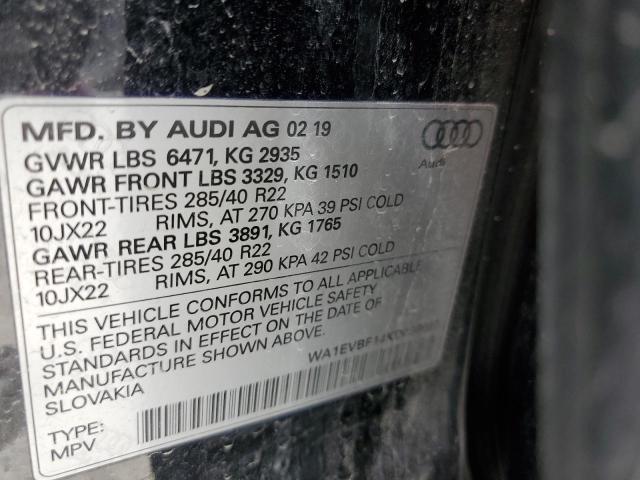 MFD. BY AUDI AG 02 19
GVWR LBS 6471, KG 2935
GAWR FRONT LBS 3329, KG 1510
FRONT-TIRES 285/40 R22
10JX22 RIMS, AT 270 KPA 39 PSI COLD
GAWR REAR LBS 3891, KG 1765
REAR-TIRES 285/40 R22
10JX22 RIMS, AT 290 KPA 42 PSI COLD
THIS VEHICLE CONFORMS TO ALL APPLICABLE
U.S. FEDERAL MOTOR VEHICLE SAFETY
STANDARDS IN EFFECT ON THE DATE OF
MANUFACTURE SHOWN ABOVE.
SLOVAKIA
TYPE:
MPV
Audi